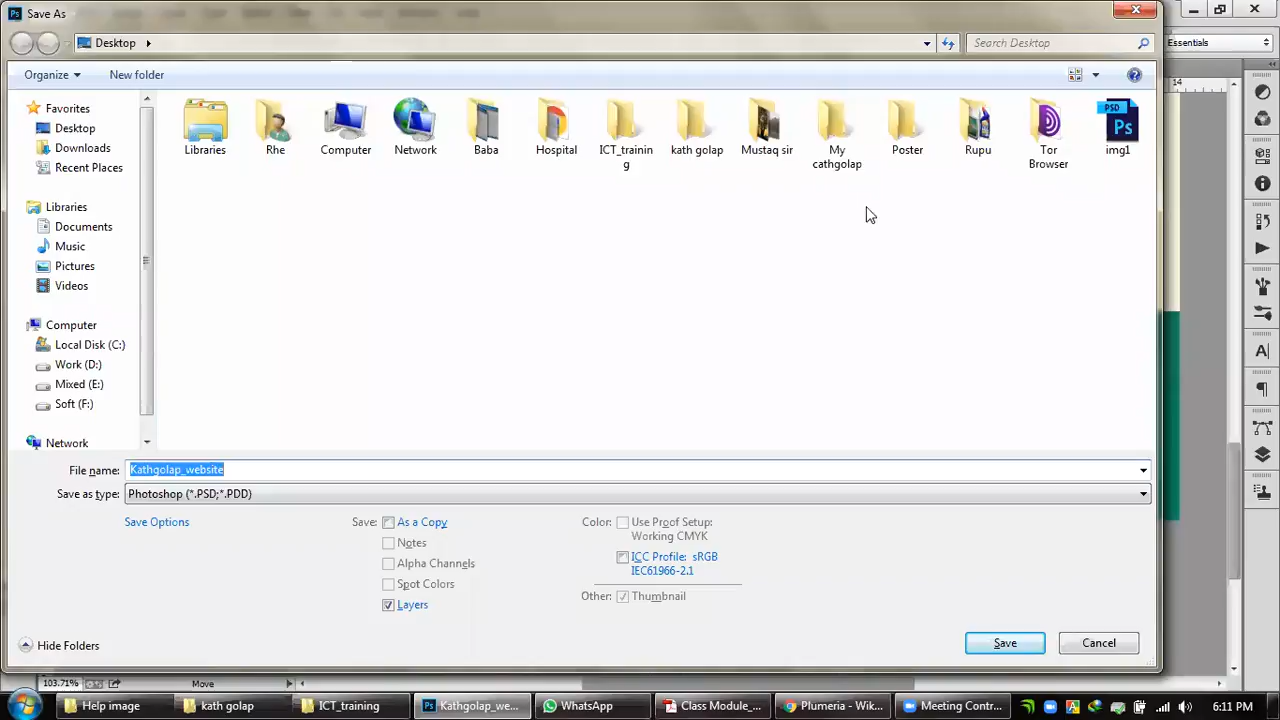 Save As
Essentials
Desktop
Search Desktop
Organize
New folder
14
Favorites
Desktop
Downloads
Recent Places
Libraries
Documents
Music
Pictures
Videos
Computer
Local Disk (C:)
Work (D:)
Mixed (E:)
Soft (F:)
Network
Libraries
Rhe
Computer
Network
Baba
Hospital
ICT_trainin
g
kath golap
Mustaq sir
My
cathgolap
Poster
Rupu
Tor
Browser
PSD
Ps
img1
File name:
Kathgolap_website
Save as type:
Photoshop (*.PSD;*.PDD)
Save Options
Save:
As a Copy
Notes
Alpha Channels
Spot Colors
Layers
Color:
Use Proof Setup:
Working CMYK
ICC Profile: sRGB
IEC61966-2.1
Other:
Thumbnail
Hide Folders
Save
Cancel
103.71%
Move
Help image
kath golap
ICT_training
Kathgolap_we...
WhatsApp
Class Module_...
Plumeria - Wik...
Meeting Contr...
6:11 PM